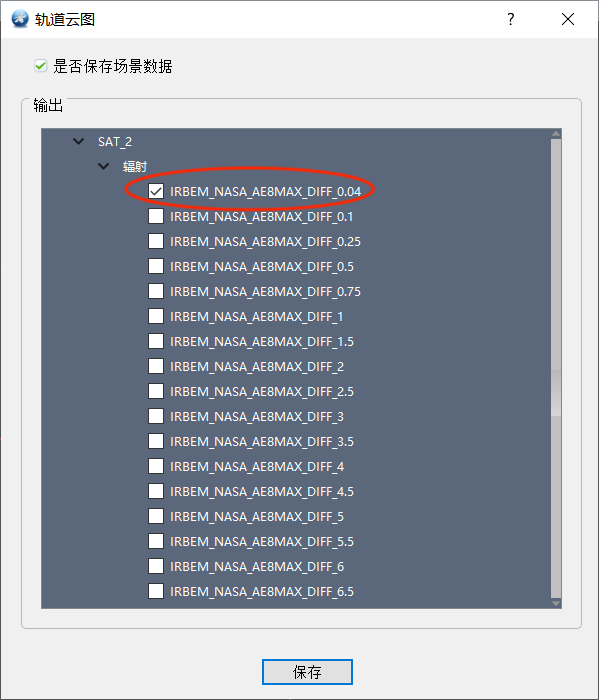 轨道云图
是否保存场景数据
输出
SAT_2
辐射
IRBEM_NASA_AE8MAX_DIFF_0.04
IRBEM_NASA_AE8MAX_DIFF_0.1
IRBEM_NASA_AE8MAX_DIFF_0.25
IRBEM_NASA_AE8MAX_DIFF_0.5
IRBEM_NASA_AE8MAX_DIFF_0.75
IRBEM_NASA_AE8MAX_DIFF_1
IRBEM_NASA_AE8MAX_DIFF_1.5
IRBEM_NASA_AE8MAX_DIFF_2
IRBEM_NASA_AE8MAX_DIFF_2.5
IRBEM_NASA_AE8MAX_DIFF_3
IRBEM_NASA_AE8MAX_DIFF_3.5
IRBEM_NASA_AE8MAX_DIFF_4
IRBEM_NASA_AE8MAX_DIFF_4.5
IRBEM_NASA_AE8MAX_DIFF_5
IRBEM_NASA_AE8MAX_DIFF_5.5
IRBEM_NASA_AE8MAX_DIFF_6
IRBEM_NASA_AE8MAX_DIFF_6.5
保存